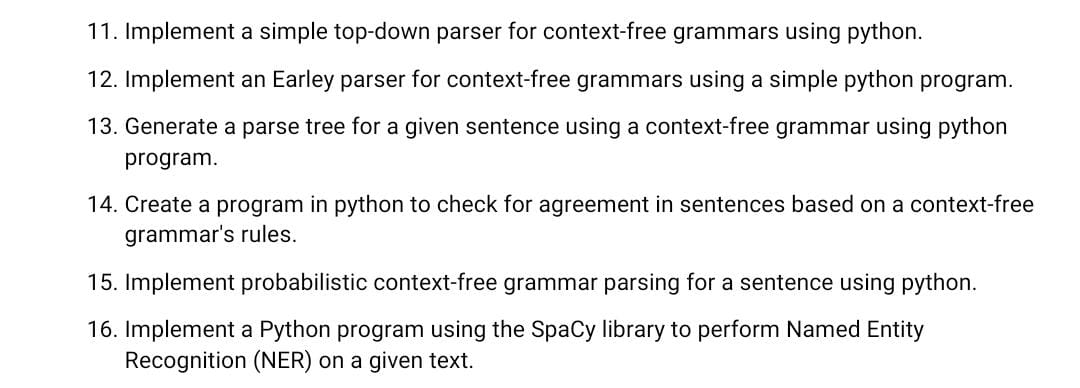 11. Implement a simple top-down parser for context-free grammars using python.
12. Implement an Earley parser for context-free grammars using a simple python program.
13. Generate a parse tree for a given sentence using a context-free grammar using python
program.
14. Create a program in python to check for agreement in sentences based on a context-free
grammar's rules.
15. Implement probabilistic context-free grammar parsing for a sentence using python.
16. Implement a Python program using the SpaCy library to perform Named Entity
Recognition (NER) on a given text.